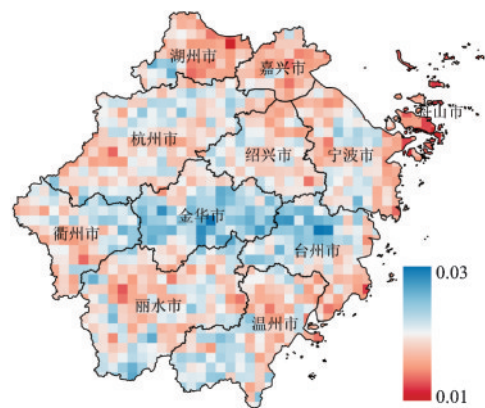 湖州市
嘉兴市
舟山市
杭州市
绍兴市
宁波市
金华市
衢州市
台州市
丽水市
温州市
0.03
0.01